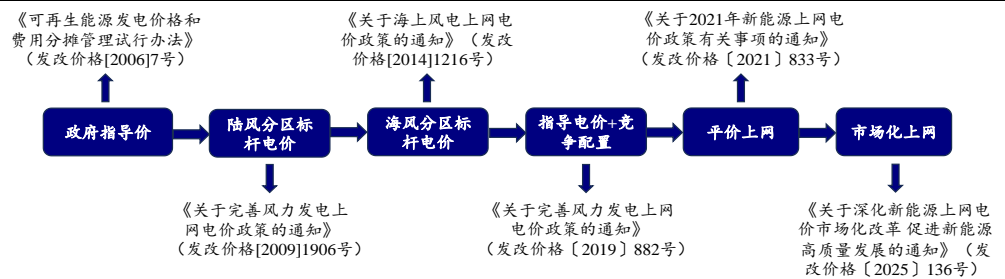 《可再生能源发电价格和
费用分摊管理试行办法》
（发改价格[2006]7号）
《关于海上风电上网电
价政策的通知》（发改
价格[2014]1216号）
《关于2021年新能源上网电
价政策有关事项的通知》
（发改价格〔2021〕833号）
政府指导价
陆风分区标
杆电价
海风分区标
杆电价
指导电价+竞
争配置
平价上网
市场化上网
《关于完善风力发电上
网电价政策的通知》
（发改价格[2009]1906号）
《关于完善风力发电上网
电价政策的通知》
（发改价格〔2019〕882号）
《关于深化新能源上网电
价市场化改革 促进新能源
高质量发展的通知》（发
改价格〔2025〕136号）